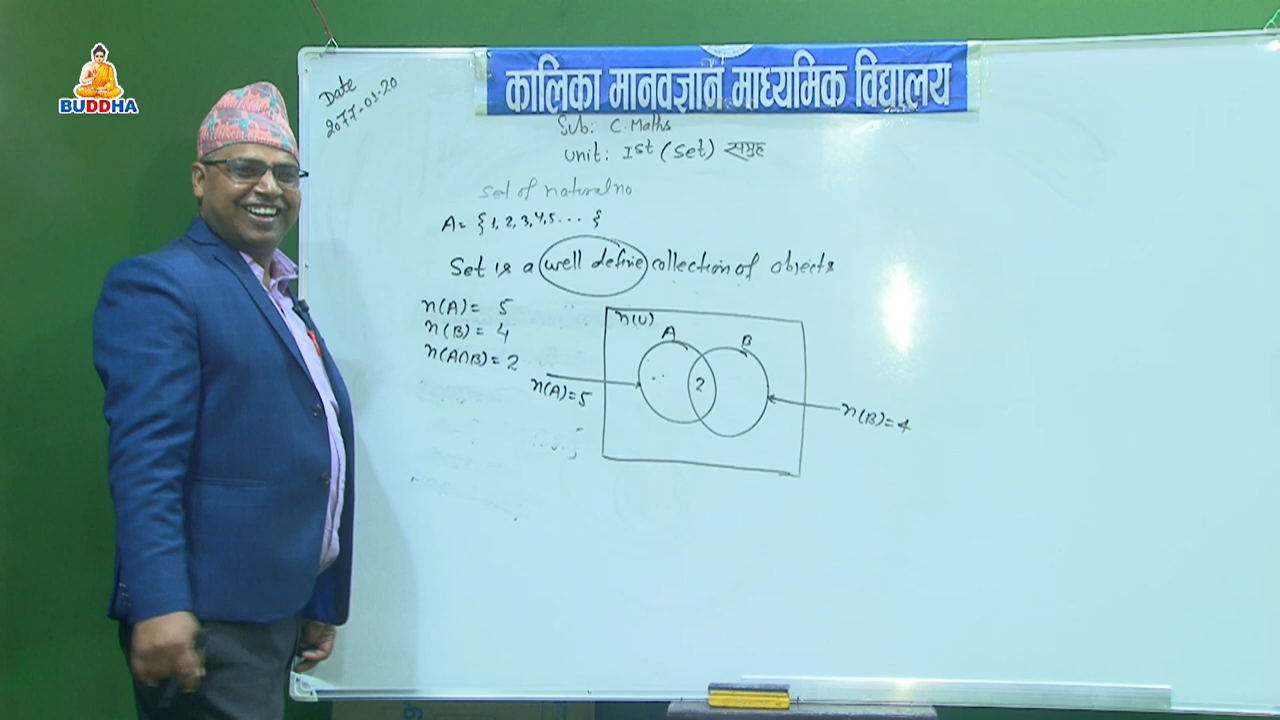 BUDDHA
कालिका मानवज्ञान माध्यमिक विद्यालय
Date
2077-01-20
Sub: C.Maths
Unit: Ist (Set) समुह
set of natural no
A = {1, 2, 3, 4, 5 . . . }
Set is a well define collection of objects
n(A) = 5
n(B) = 4
n(A∩B) = 2
n(U)
A
B
2
n(A)=5
n(B)=4